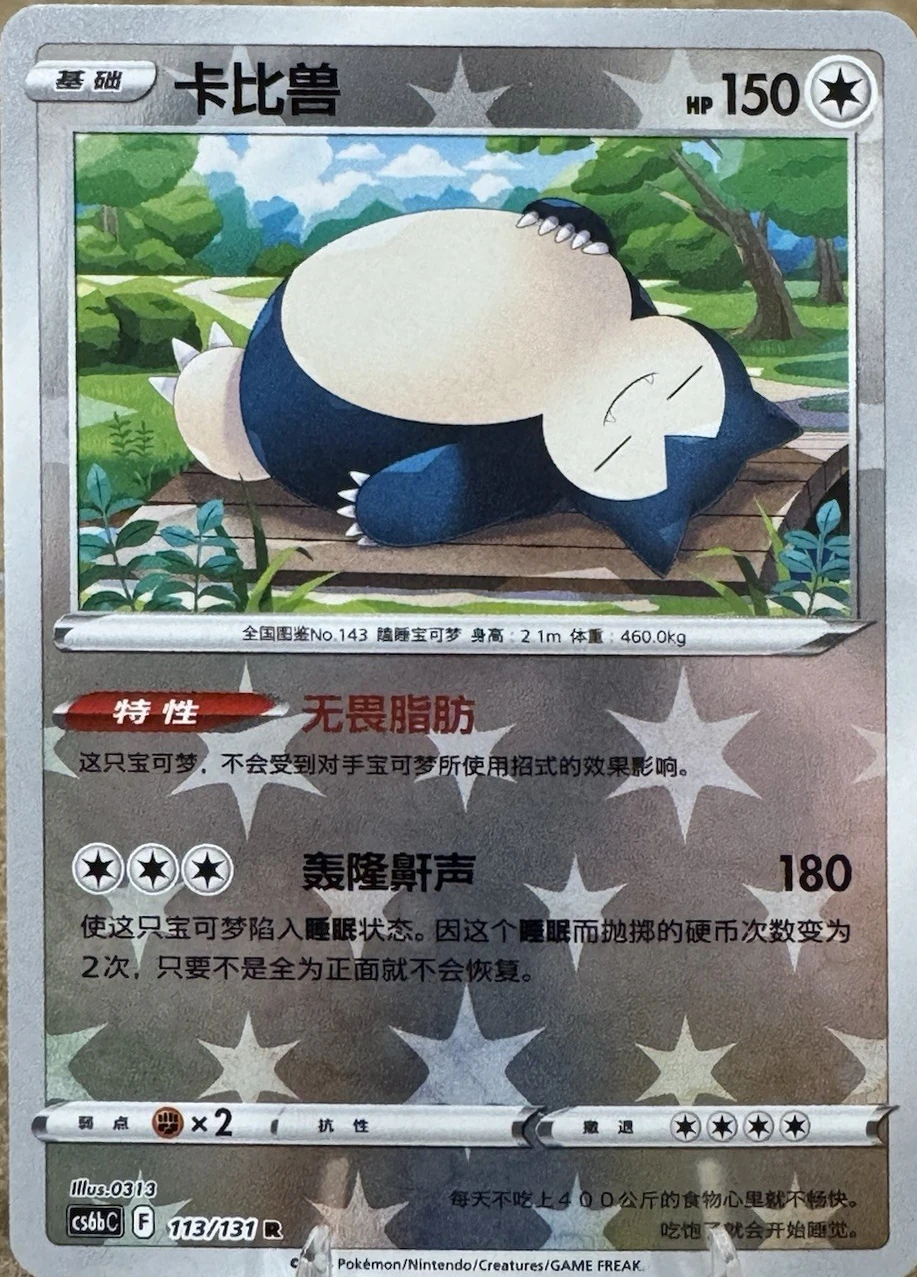 基础 卡比兽 HP 150
全国图鉴No.143 瞌睡宝可梦 身高：2.1m 体重：460.0kg
特性 无畏脂肪
这只宝可梦，不会受到对手宝可梦所使用招式的效果影响。
轰隆鼾声 180
使这只宝可梦陷入睡眠状态。因这个睡眠而抛掷的硬币次数变为
2次，只要不是全为正面就不会恢复。
弱点 ×2 抗性 撤退
Illus.0313
每天不吃上４００公斤的食物心里就不畅快。
cs6bC F 113/131 R
吃饱了就会开始睡觉。
© Pokémon/Nintendo/Creatures/GAME FREAK.